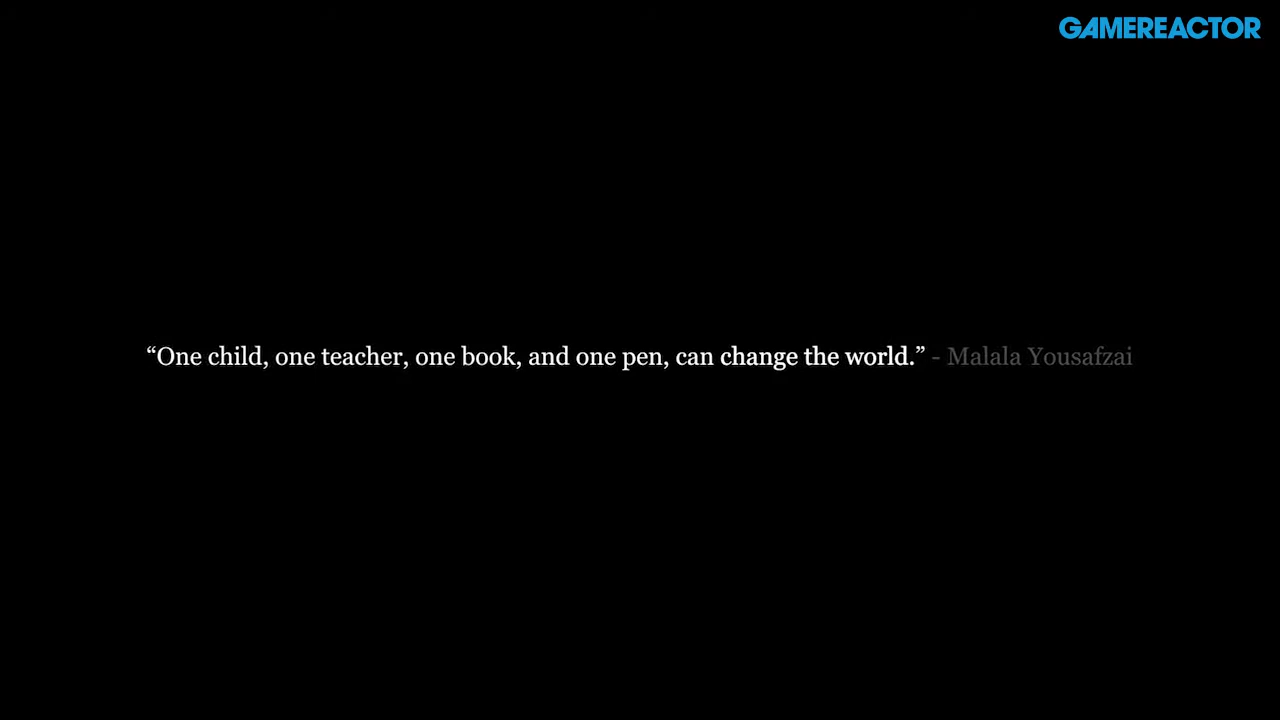 GAMEREACTOR
“One child, one teacher, one book, and one pen, can change the world.” - Malala Yousafzai